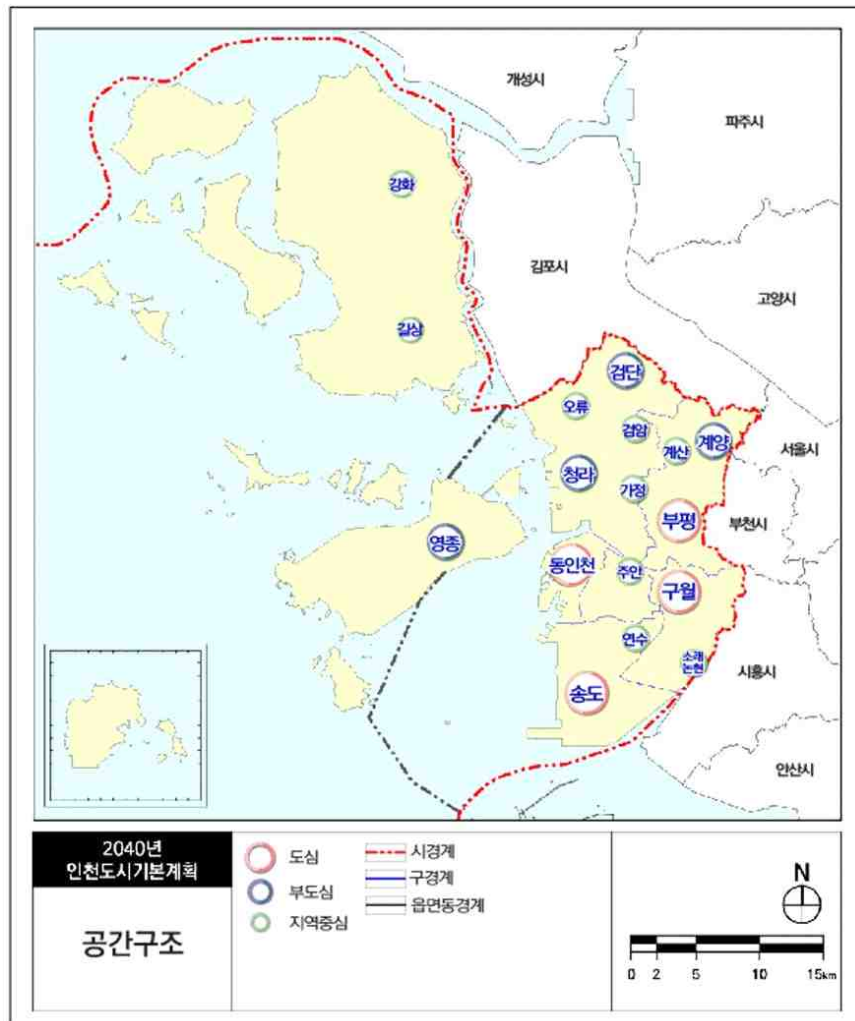 개성시
파주시
강화
김포시
고양시
길상
검단
오류
검암
계산
계양
서울시
청라
가정
부평
부천시
영종
동인천
주안
구월
연수
소래
논현
시흥시
송도
안산시
2040년
인천도시기본계획
공간구조
도심
부도심
지역중심
시경계
구경계
읍면동경계
N
0 2 5 10 15km